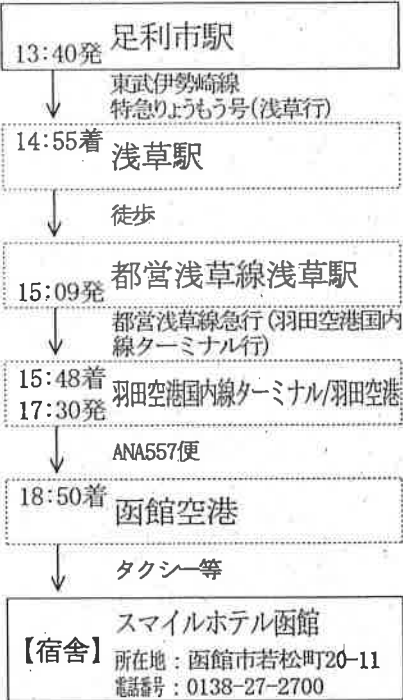 足利市駅
13:40発
東武伊勢崎線
特急りょうもう号(浅草行)
14:55着
浅草駅
徒歩
都営浅草線浅草駅
15:09発
都営浅草線急行(羽田空港国内
線ターミナル行)
15:48着
17:30発
羽田空港国内線ターミナル/羽田空港
ANA557便
18:50着
函館空港
タクシー等
【宿舎】
スマイルホテル函館
所在地：函館市若松町20-11
電話番号：0138-27-2700